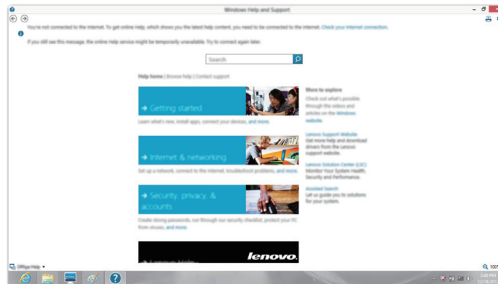 Windows Help and Support
You're not connected to the Internet. To get online help, which shows you the latest help content, you need to be connected to the Internet. Check your Internet connection.
If you still see this message, the online help service might be temporarily unavailable. Try to connect again later.
Search
Help home | Browse help | Contact support
→ Getting started
Learn what's new, install apps, connect your devices, and more.
→ Internet & networking
Set up a network, connect to the Internet, troubleshoot problems, and more.
→ Security, privacy, & accounts
Create strong passwords, run through our security checklist, protect your PC from viruses, and more.
lenovo
More to explore
Check out what's possible through the videos and articles on the Windows website.
Lenovo Support Website
Get more help and download drivers from the Lenovo support website.
Lenovo Solution Center (LSC)
Monitor Your System Health, Security and Performance.
Assisted Search
Let us guide you to solutions for your system.
Offline Help
100%